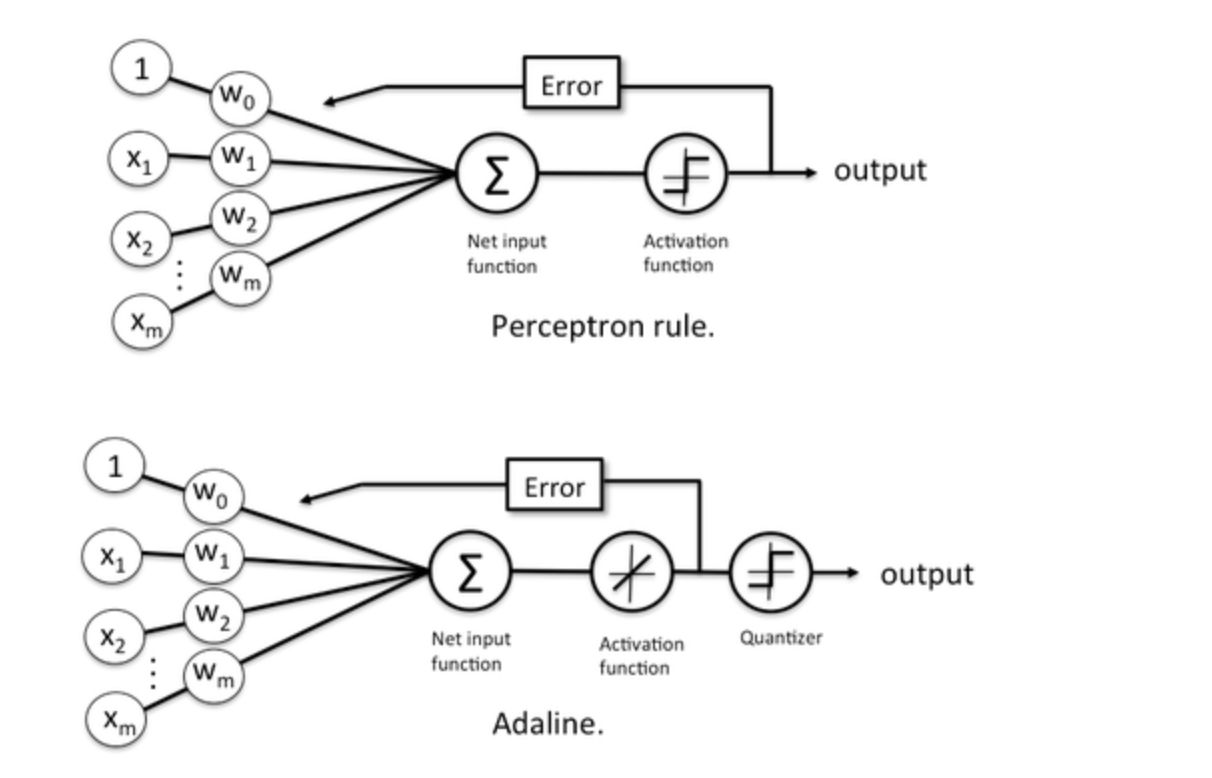 1
w0
Error
x1
w1
Σ
output
x2
w2
Net input
function
Activation
function
wm
xm
Perceptron rule.
1
w0
Error
x1
w1
Σ
output
x2
w2
Net input
function
Activation
function
Quantizer
wm
xm
Adaline.